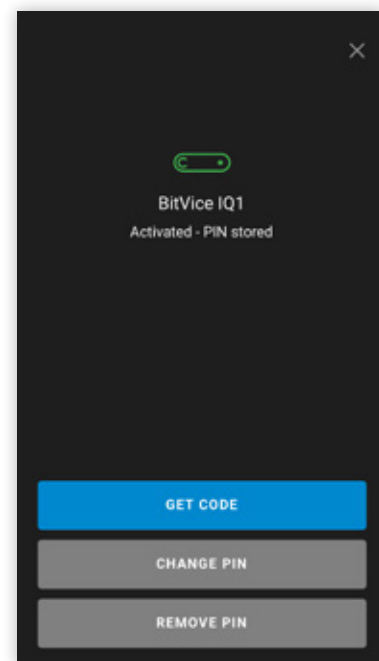 BitVice IQ1
Activated - PIN stored
GET CODE
CHANGE PIN
REMOVE PIN